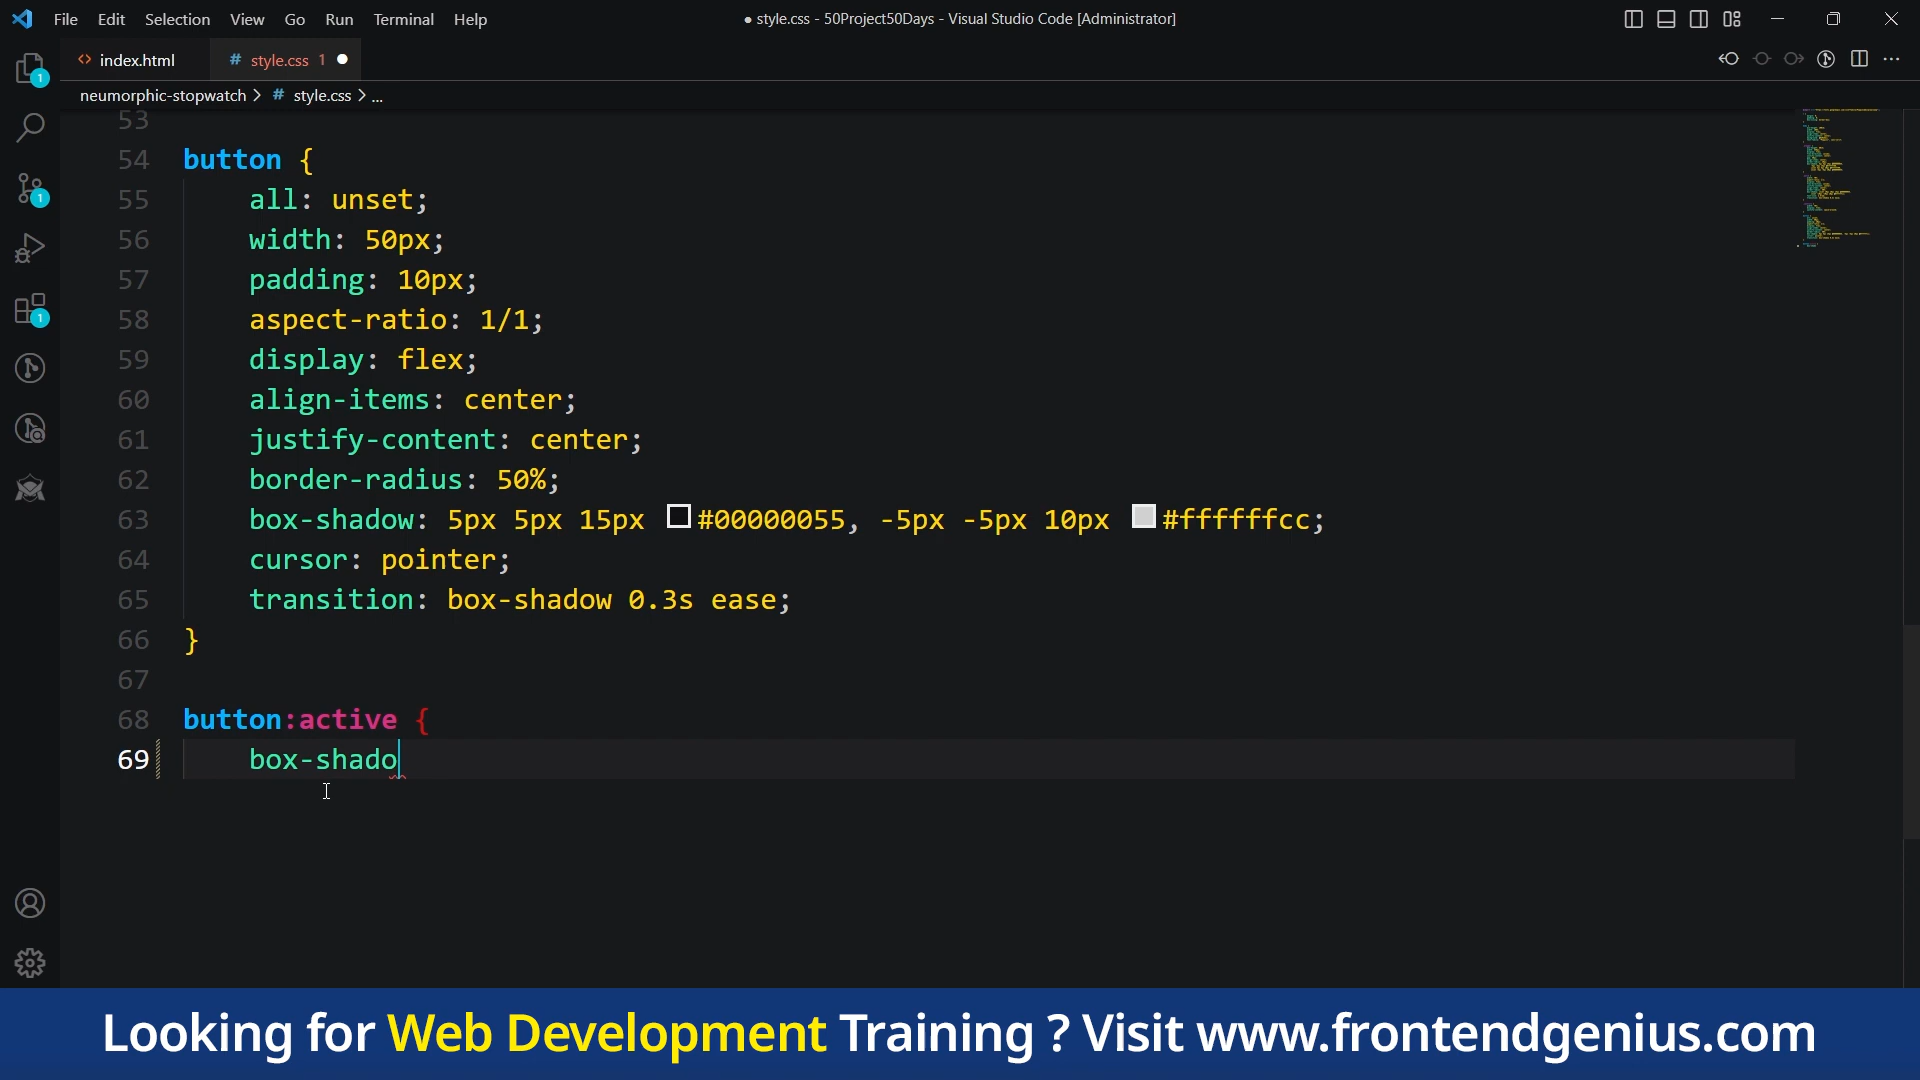 File Edit Selection View Go Run Terminal Help
● style.css - 50Project50Days - Visual Studio Code [Administrator]
<> index.html
# style.css 1 ●
neumorphic-stopwatch > # style.css > ...
1
1
1
53
54 button {
55 all: unset;
56 width: 50px;
57 padding: 10px;
58 aspect-ratio: 1/1;
59 display: flex;
60 align-items: center;
61 justify-content: center;
62 border-radius: 50%;
63 box-shadow: 5px 5px 15px #00000055, -5px -5px 10px #ffffffcc;
64 cursor: pointer;
65 transition: box-shadow 0.3s ease;
66 }
67
68 button:active {
69 box-shado
Looking for Web Development Training ? Visit www.frontendgenius.com